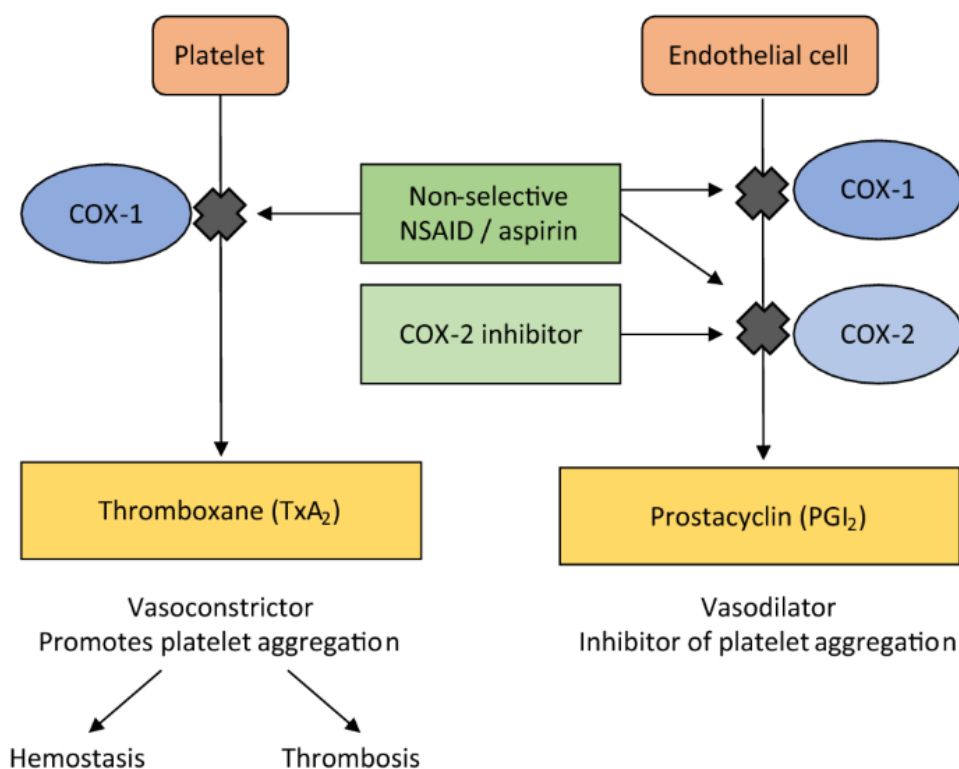 Platelet
Endothelial cell
COX-1
Non-selective
NSAID / aspirin
COX-1
COX-2 inhibitor
COX-2
Thromboxane (TxA₂)
Prostacyclin (PGI₂)
Vasoconstrictor
Promotes platelet aggregation
Vasodilator
Inhibitor of platelet aggregation
Hemostasis
Thrombosis